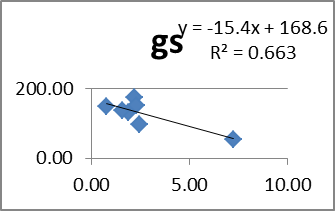 gs
y = -15.4x + 168.6
R² = 0.663
200.00
0.00
0.00 5.00 10.00